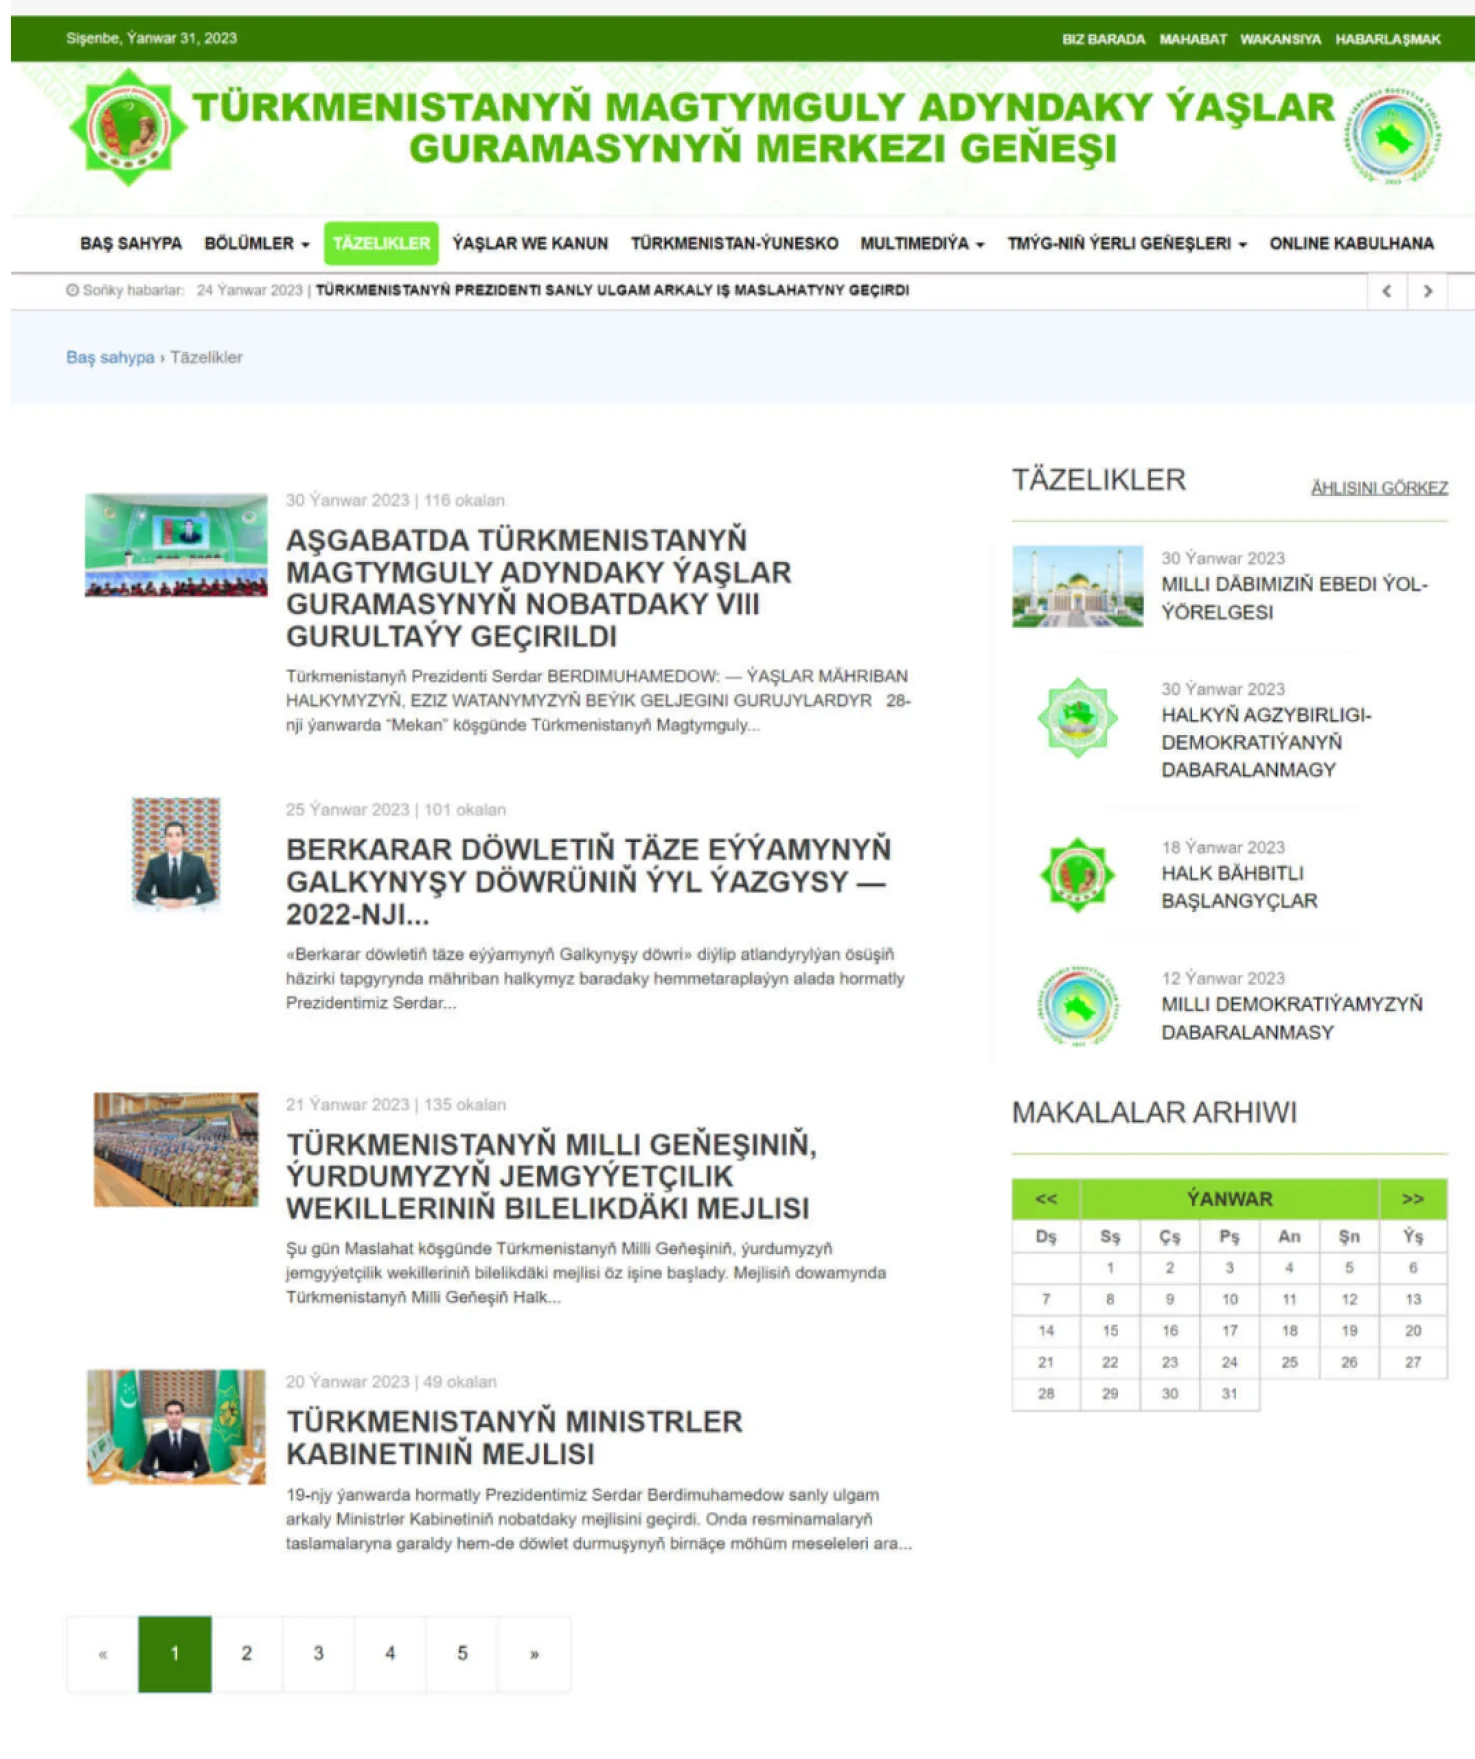 Sişenbe, Ýanwar 31, 2023
BIZ BARADA MAHABAT WAKANSIYA HABARLAŞMAK
TÜRKMENISTANYŇ MAGTYMGULY ADYNDAKY ÝAŞLAR
GURAMASYNYŇ MERKEZI GEŇEŞI
BAŞ SAHYPA BÖLÜMLER TÄZELIKLER ÝAŞLAR WE KANUN TÜRKMENISTAN-ÝUNESKO MULTIMEDIÝA TMÝG-NIŇ ÝERLI GEŇEŞLERI ONLINE KABULHANA
Soňky habarlar: 24 Ýanwar 2023 | TÜRKMENISTANYŇ PREZIDENTI SANLY ULGAM ARKALY IŞ MASLAHATYNY GEÇIRDI
Baş sahypa › Täzelikler
30 Ýanwar 2023 | 116 okalan
AŞGABATDA TÜRKMENISTANYŇ
MAGTYMGULY ADYNDAKY ÝAŞLAR
GURAMASYNYŇ NOBATDAKY VIII
GURULTAÝY GEÇIRILDI
Türkmenistanyň Prezidenti Serdar BERDIMUHAMEDOW: — ÝAŞLAR MÄHRIBAN
HALKYMYZYŇ, EZIZ WATANYMYZYŇ BEÝIK GELJEGINI GURUJYLARDYR 28-
nji ýanwarda “Mekan” köşgünde Türkmenistanyň Magtymguly...
25 Ýanwar 2023 | 101 okalan
BERKARAR DÖWLETIŇ TÄZE EÝÝAMYNYŇ
GALKYNYŞY DÖWRÜNIŇ ÝYL ÝAZGYSY —
2022-NJI...
«Berkarar döwletiň täze eýýamynyň Galkynyşy döwri» diýlip atlandyrylýan ösüşiň
häzirki tapgyrynda mähriban halkymyz baradaky hemmetaraplaýyn alada hormatly
Prezidentimiz Serdar...
21 Ýanwar 2023 | 135 okalan
TÜRKMENISTANYŇ MILLI GEŇEŞINIŇ,
ÝURDUMYZYŇ JEMGYÝETÇILIK
WEKILLERINIŇ BILELIKDÄKI MEJLISI
Şu gün Maslahat köşgünde Türkmenistanyň Milli Geňeşiniň, ýurdumyzyň
jemgyýetçilik wekilleriniň bilelikdäki mejlisi öz işine başlady. Mejlisiň dowamynda
Türkmenistanyň Milli Geňeşiň Halk...
20 Ýanwar 2023 | 49 okalan
TÜRKMENISTANYŇ MINISTRLER
KABINETINIŇ MEJLISI
19-njy ýanwarda hormatly Prezidentimiz Serdar Berdimuhamedow sanly ulgam
arkaly Ministrler Kabinetiniň nobatdaky mejlisini geçirdi. Onda resminamalaryň
taslamalaryna garaldy hem-de döwlet durmuşynyň birnäçe möhüm meseleleri ara...
« 1 2 3 4 5 »
TÄZELIKLER ÄHLISINI GÖRKEZ
30 Ýanwar 2023
MILLI DÄBIMIZIŇ EBEDI ÝOL-
ÝÖRELGESI
30 Ýanwar 2023
HALKYŇ AGZYBIRLIGI-
DEMOKRATIÝANYŇ
DABARALANMAGY
18 Ýanwar 2023
HALK BÄHBITLI
BAŞLANGYÇLAR
12 Ýanwar 2023
MILLI DEMOKRATIÝAMYZYŇ
DABARALANMASY
MAKALALAR ARHIWI
<< ÝANWAR >>
Dş Sş Çş Pş An Şn Ýş
1 2 3 4 5 6
7 8 9 10 11 12 13
14 15 16 17 18 19 20
21 22 23 24 25 26 27
28 29 30 31